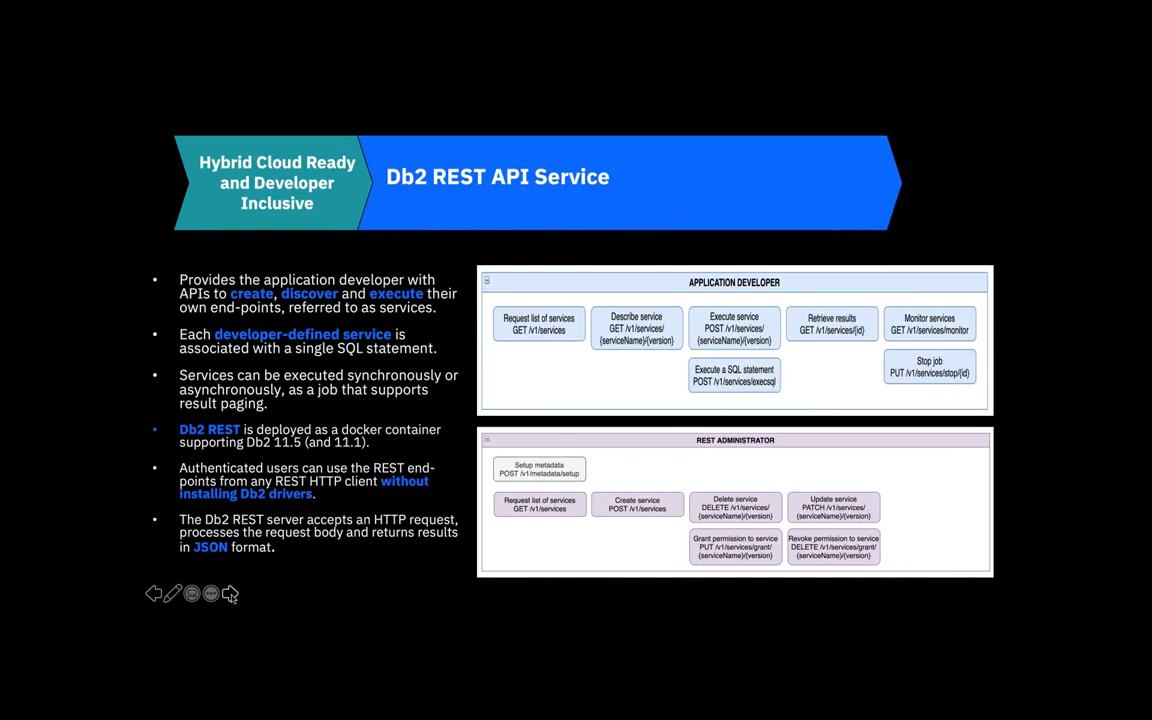 Hybrid Cloud Ready
and Developer
Inclusive
Db2 REST API Service
• Provides the application developer with
APIs to create, discover and execute their
own end-points, referred to as services.
• Each developer-defined service is
associated with a single SQL statement.
• Services can be executed synchronously or
asynchronously, as a job that supports
result paging.
• Db2 REST is deployed as a docker container
supporting Db2 11.5 (and 11.1).
• Authenticated users can use the REST end-
points from any REST HTTP client without
installing Db2 drivers.
• The Db2 REST server accepts an HTTP request,
processes the request body and returns results
in JSON format.
APPLICATION DEVELOPER
Request list of services
GET /v1/services
Describe service
GET /v1/services/
{serviceName}/{version}
Execute service
POST /v1/services/
{serviceName}/{version}
Retrieve results
GET /v1/services/{id}
Monitor services
GET /v1/services/monitor
Execute a SQL statement
POST /v1/services/execsql
Stop job
PUT /v1/services/stop/{id}
REST ADMINISTRATOR
Setup metadata
POST /v1/metadata/setup
Request list of services
GET /v1/services
Create service
POST /v1/services
Delete service
DELETE /v1/services/
{serviceName}/{version}
Update service
PATCH /v1/services/
{serviceName}/{version}
Grant permission to service
PUT /v1/services/grant/
{serviceName}/{version}
Revoke permission to service
DELETE /v1/services/grant/
{serviceName}/{version}